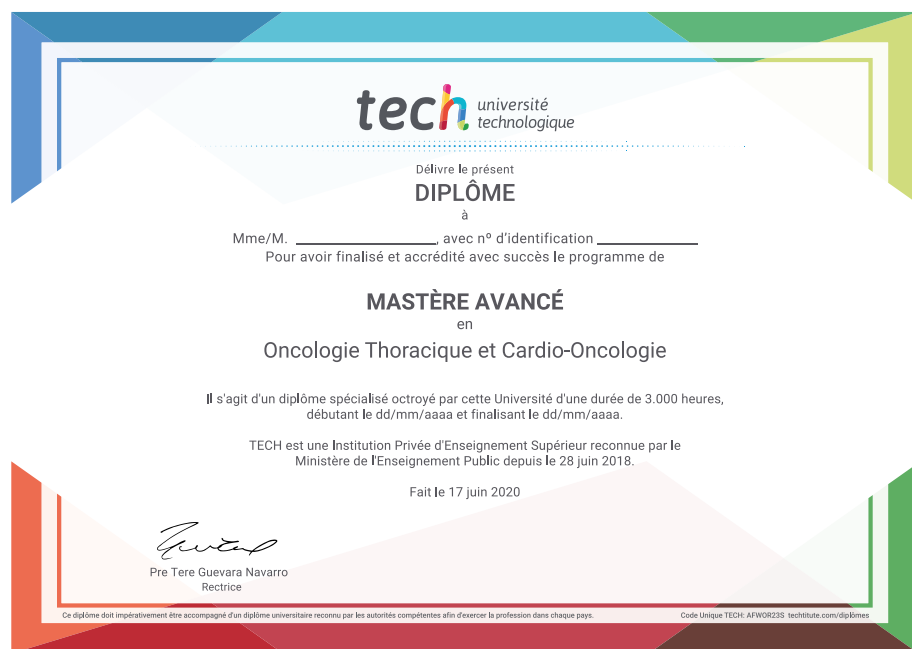 tech université
technologique
Délivre le présent
DIPLÔME
à
Mme/M. ____________________, avec nº d'identification ______________
Pour avoir finalisé et accrédité avec succès le programme de
MASTÈRE AVANCÉ
en
Oncologie Thoracique et Cardio-Oncologie
Il s'agit d'un diplôme spécialisé octroyé par cette Université d'une durée de 3.000 heures,
débutant le dd/mm/aaaa et finalisant le dd/mm/aaaa.
TECH est une Institution Privée d'Enseignement Supérieur reconnue par le
Ministère de l'Enseignement Public depuis le 28 juin 2018.
Fait le 17 juin 2020
Pre Tere Guevara Navarro
Rectrice
Ce diplôme doit impérativement être accompagné d'un diplôme universitaire reconnu par les autorités compétentes afin d'exercer la profession dans chaque pays.
Code Unique TECH: AFWOR23S techtitute.com/diplômes